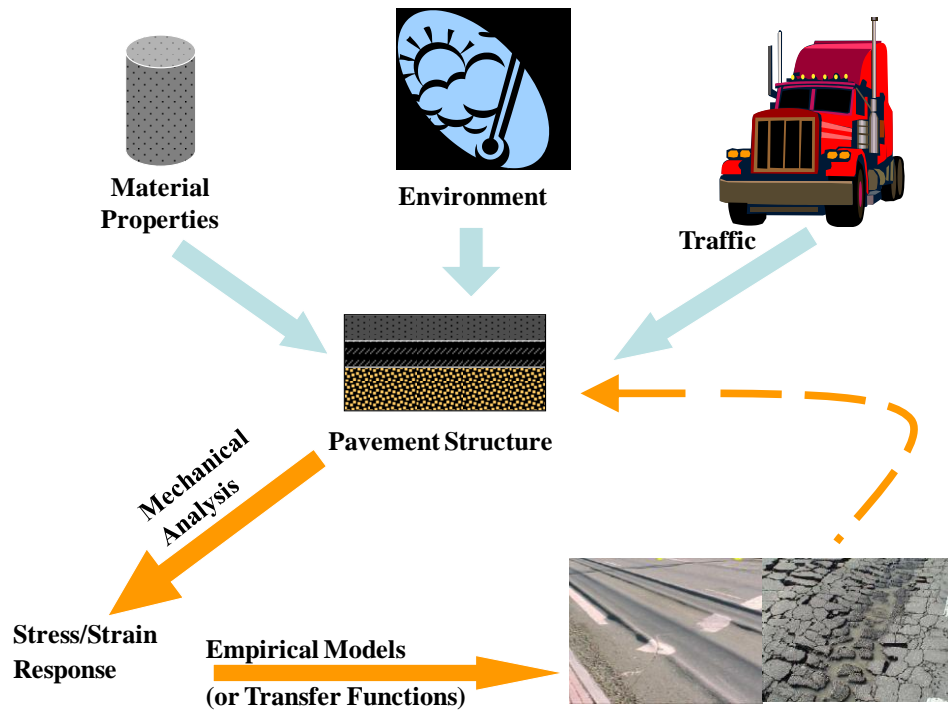 Material
Properties
Environment
Traffic
Pavement Structure
Mechanical
Analysis
Stress/Strain
Response
Empirical Models
(or Transfer Functions)